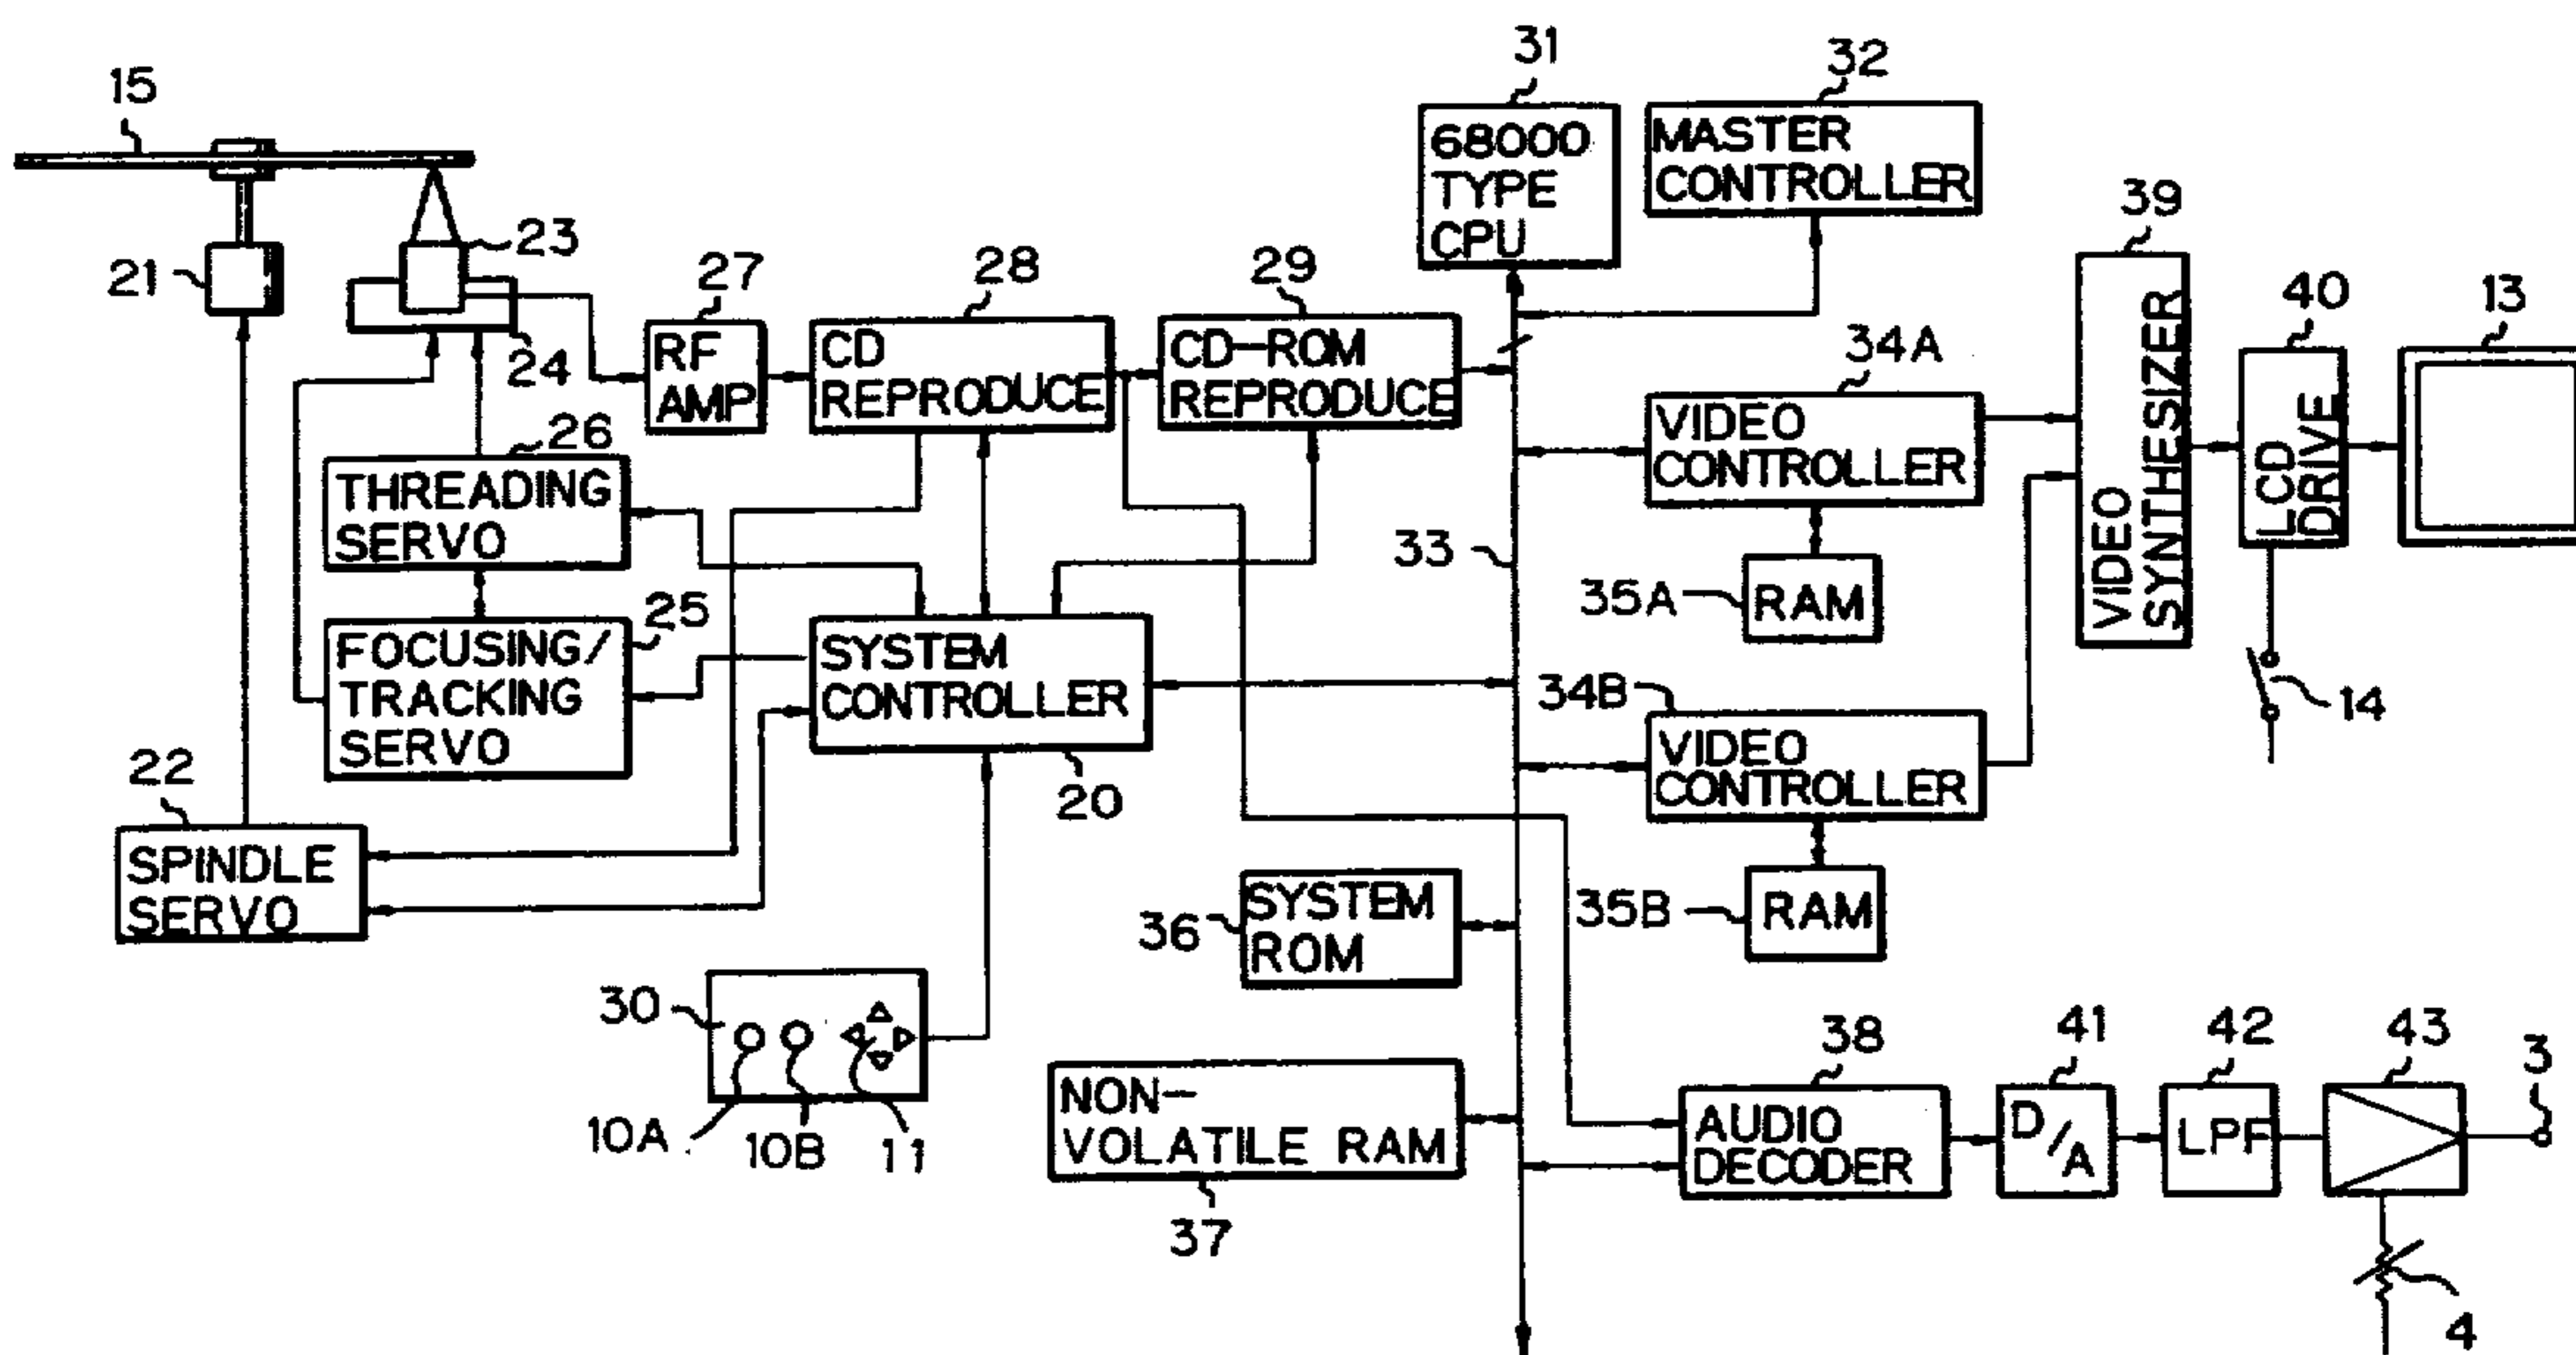 15
21
23
24
27
RF
AMP
28
CD
REPRODUCE
29
CD-ROM
REPRODUCE
31
68000
TYPE
CPU
32
MASTER
CONTROLLER
26
THREADING
SERVO
25
FOCUSING/
TRACKING
SERVO
22
SPINDLE
SERVO
SYSTEM
CONTROLLER
20
33
34A
VIDEO
CONTROLLER
35A
RAM
34B
VIDEO
CONTROLLER
35B
RAM
39
VIDEO
SYNTHESIZER
40
LCD
DRIVE
13
14
30
10A
10B
11
36
SYSTEM
ROM
NON-
VOLATILE RAM
37
38
AUDIO
DECODER
41
D/A
42
LPF
43
3
4